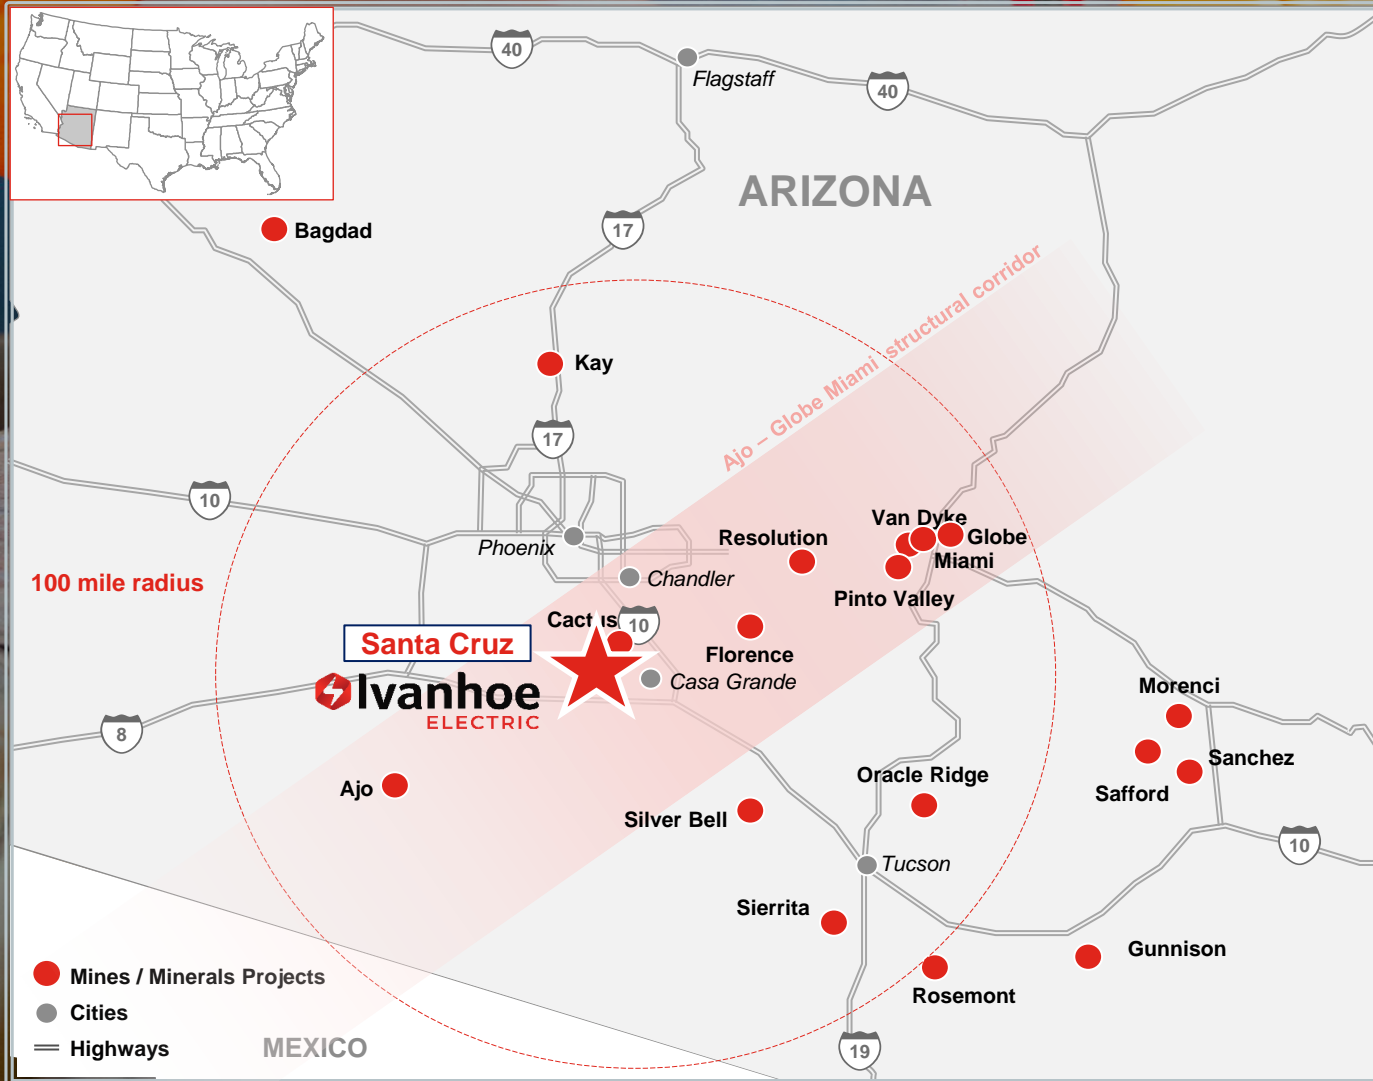 40
Flagstaff
40
ARIZONA
Bagdad
17
Ajo – Globe Miami structural corridor
Kay
17
10
Van Dyke
Resolution
Globe
Phoenix
Miami
100 mile radius
Chandler
Pinto Valley
Cactus
10
Santa Cruz
Florence
Casa Grande
Ivanhoe
ELECTRIC
Morenci
8
Sanchez
Oracle Ridge
Ajo
Safford
Silver Bell
10
Tucson
Sierrita
Gunnison
Mines / Minerals Projects
Rosemont
Cities
Highways
MEXICO
19